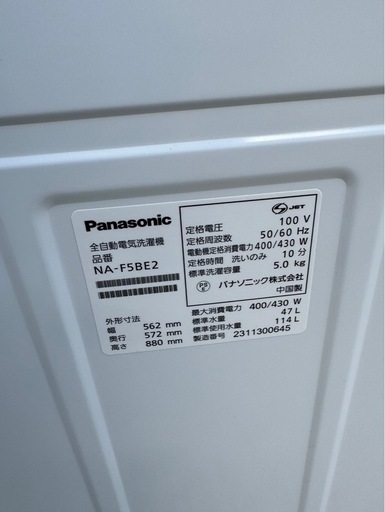 Panasonic
全自動電気洗濯機
品番
NA-F5BE2
外形寸法
幅 562 mm
奥行 572 mm
高さ 880 mm
JET
定格電圧 100 V
定格周波数 50/60 Hz
電動機定格消費電力 400/430 W
定格時間 洗いのみ 10 分
標準洗濯容量 5.0 kg
PS E パナソニック株式会社
中国製
最大消費電力 400/430 W
標準水量 47 L
標準使用水量 114 L
製造番号 2311300645